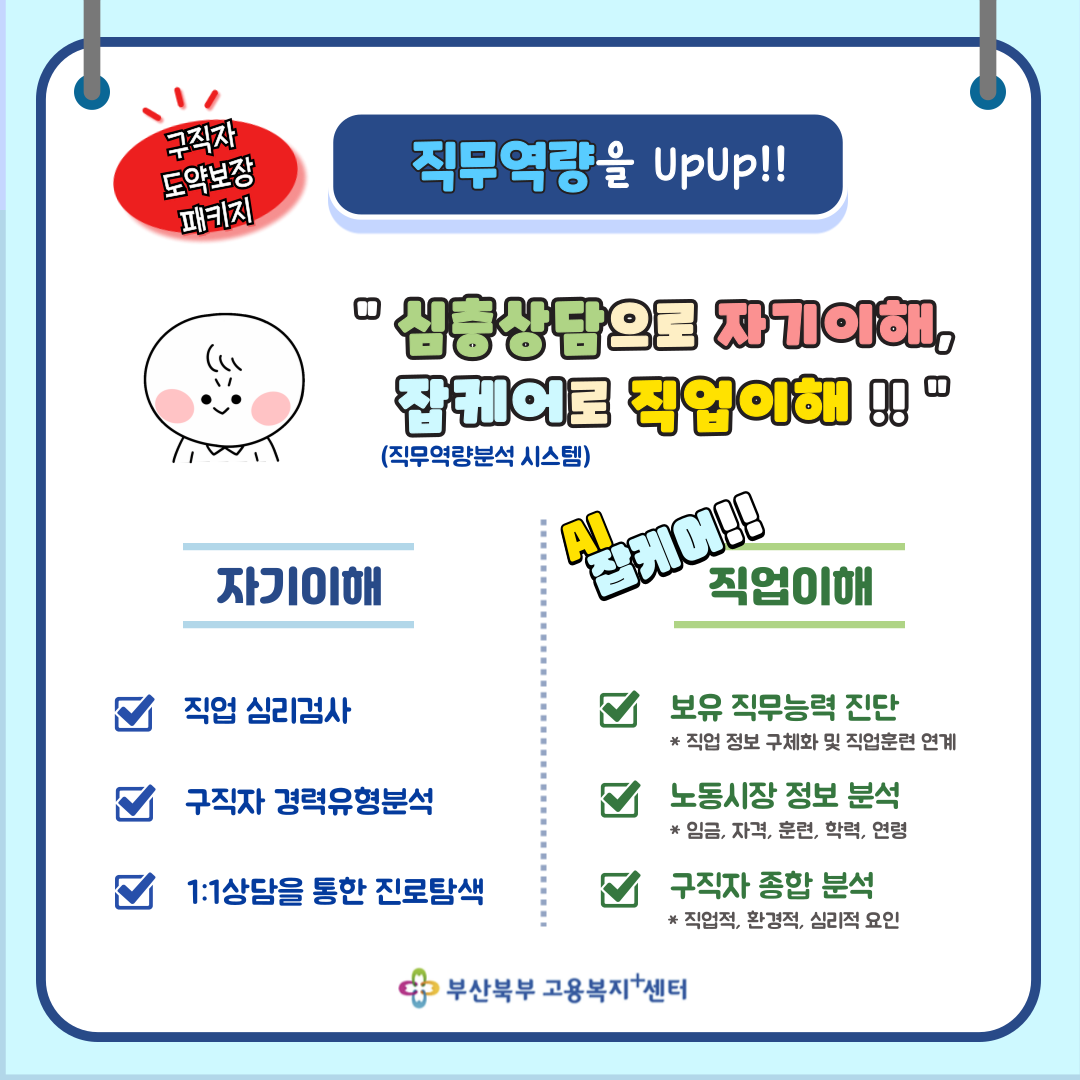 구직자
도약보장
패키지
직무역량을 UpUp!!
" 심층상담으로 자기이해,
잡케어로 직업이해 !! "
(직무역량분석 시스템)
자기이해
직업 심리검사
구직자 경력유형분석
1:1상담을 통한 진로탐색
AI
잡케어!!
직업이해
보유 직무능력 진단
* 직업 정보 구체화 및 직업훈련 연계
노동시장 정보 분석
* 임금, 자격, 훈련, 학력, 연령
구직자 종합 분석
* 직업적, 환경적, 심리적 요인
부산북부 고용복지+센터